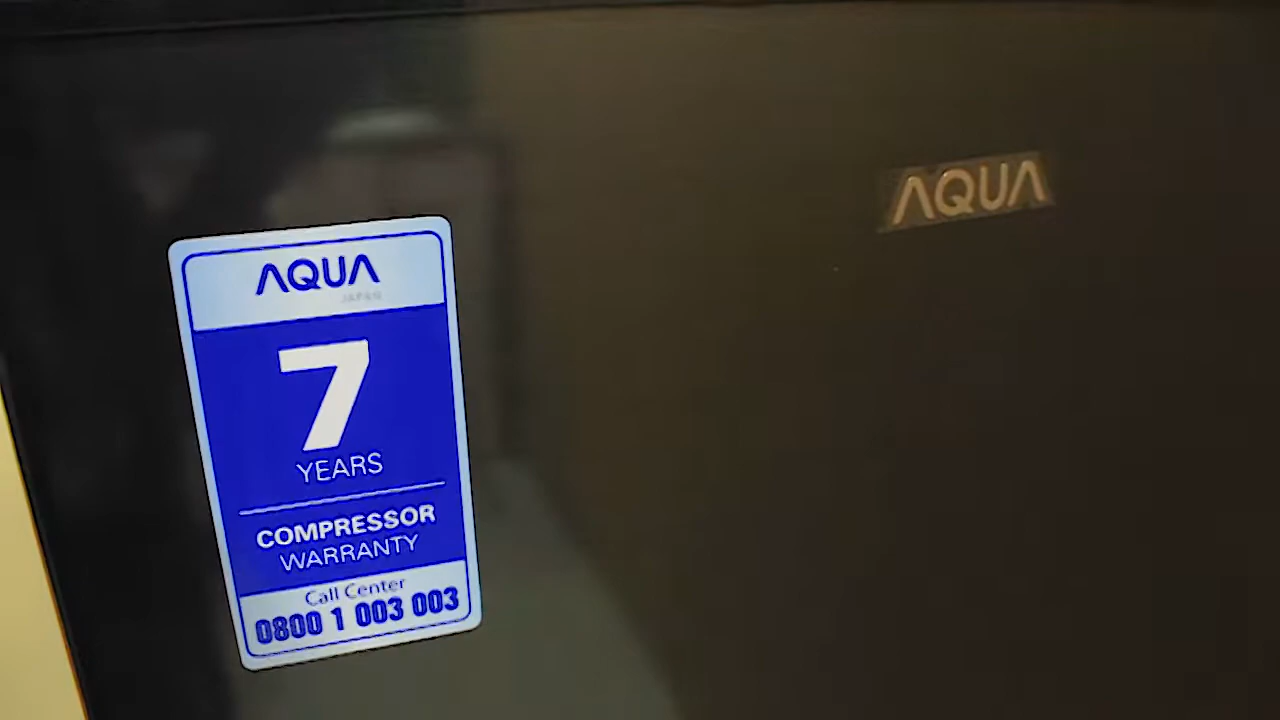 AQUA
JAPAN
7
YEARS
COMPRESSOR
WARRANTY
Call Center
0800 1 003 003
AQUA